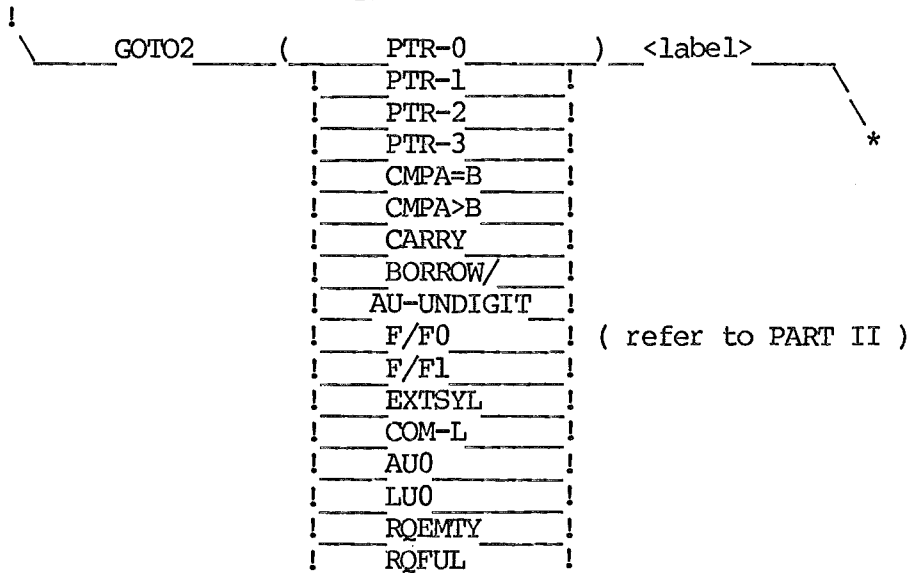 !
\ GOTO2 ( PTR-0 ) <label>
! PTR-1 ! \
! PTR-2 ! \
! PTR-3 ! *
! CMPA=B !
! CMPA>B !
! CARRY !
! BORROW/ !
! AU-UNDIGIT !
! F/F0 ! ( refer to PART II )
! F/F1 !
! EXTSYL !
! COM-L !
! AU0 !
! LU0 !
! RQEMTY !
! RQFUL !